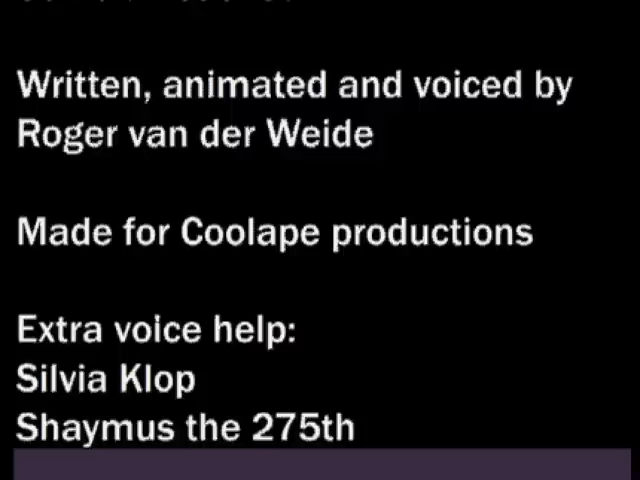 Written, animated and voiced by
Roger van der Weide
Made for Coolape productions
Extra voice help:
Silvia Klop
Shaymus the 275th